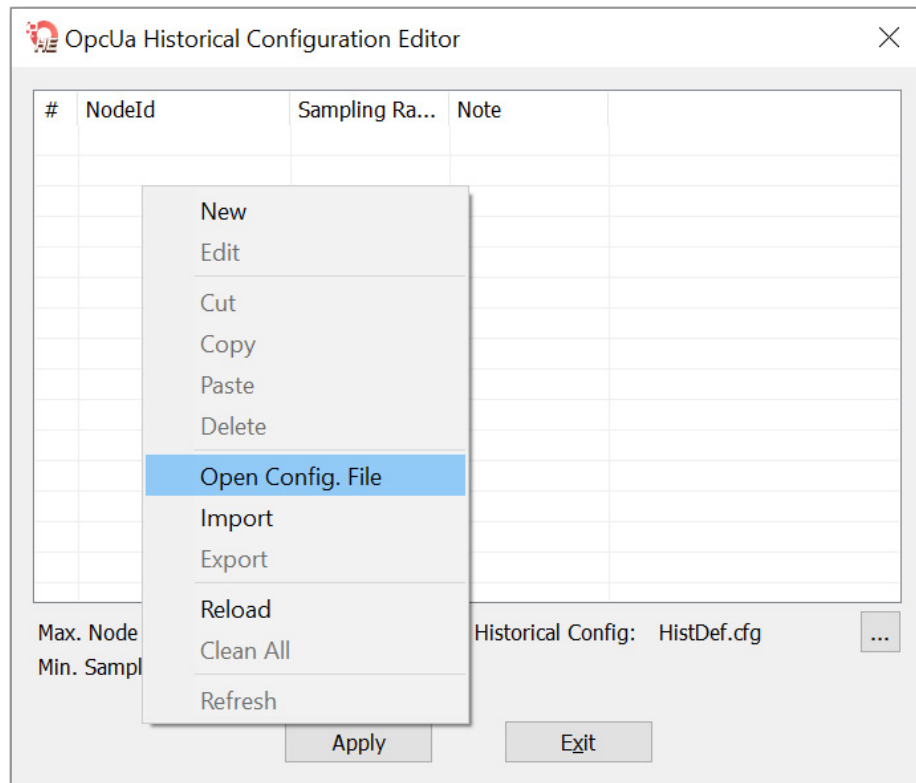 OpcUa Historical Configuration Editor
# NodeId Sampling Ra... Note
New
Edit
Cut
Copy
Paste
Delete
Open Config. File
Import
Export
Reload
Clean All
Refresh
Max. Node Historical Config: HistDef.cfg ...
Min. Sampl
Apply Exit